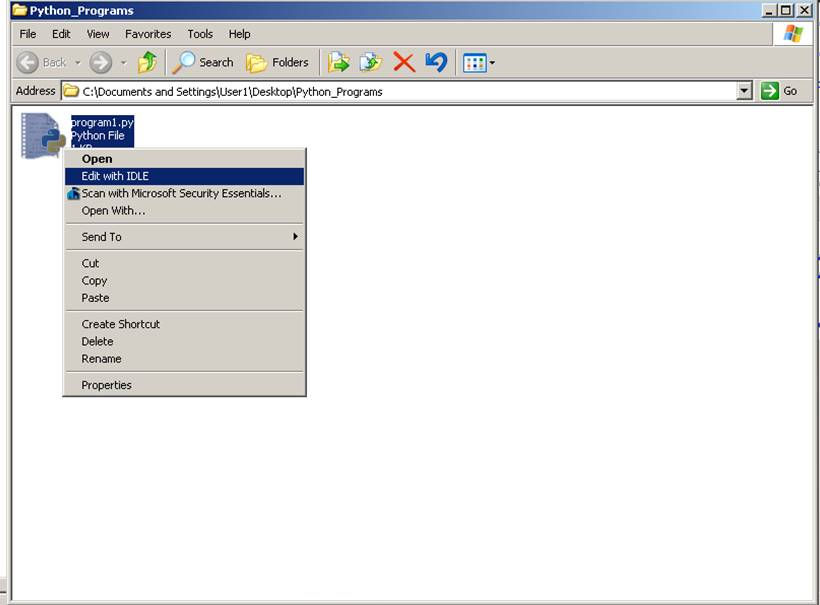 Python_Programs
File Edit View Favorites Tools Help
Back Search Folders
Address C:\Documents and Settings\User1\Desktop\Python_Programs Go
program1.py
Python File
1 KB
Open
Edit with IDLE
Scan with Microsoft Security Essentials...
Open With...
Send To
Cut
Copy
Paste
Create Shortcut
Delete
Rename
Properties